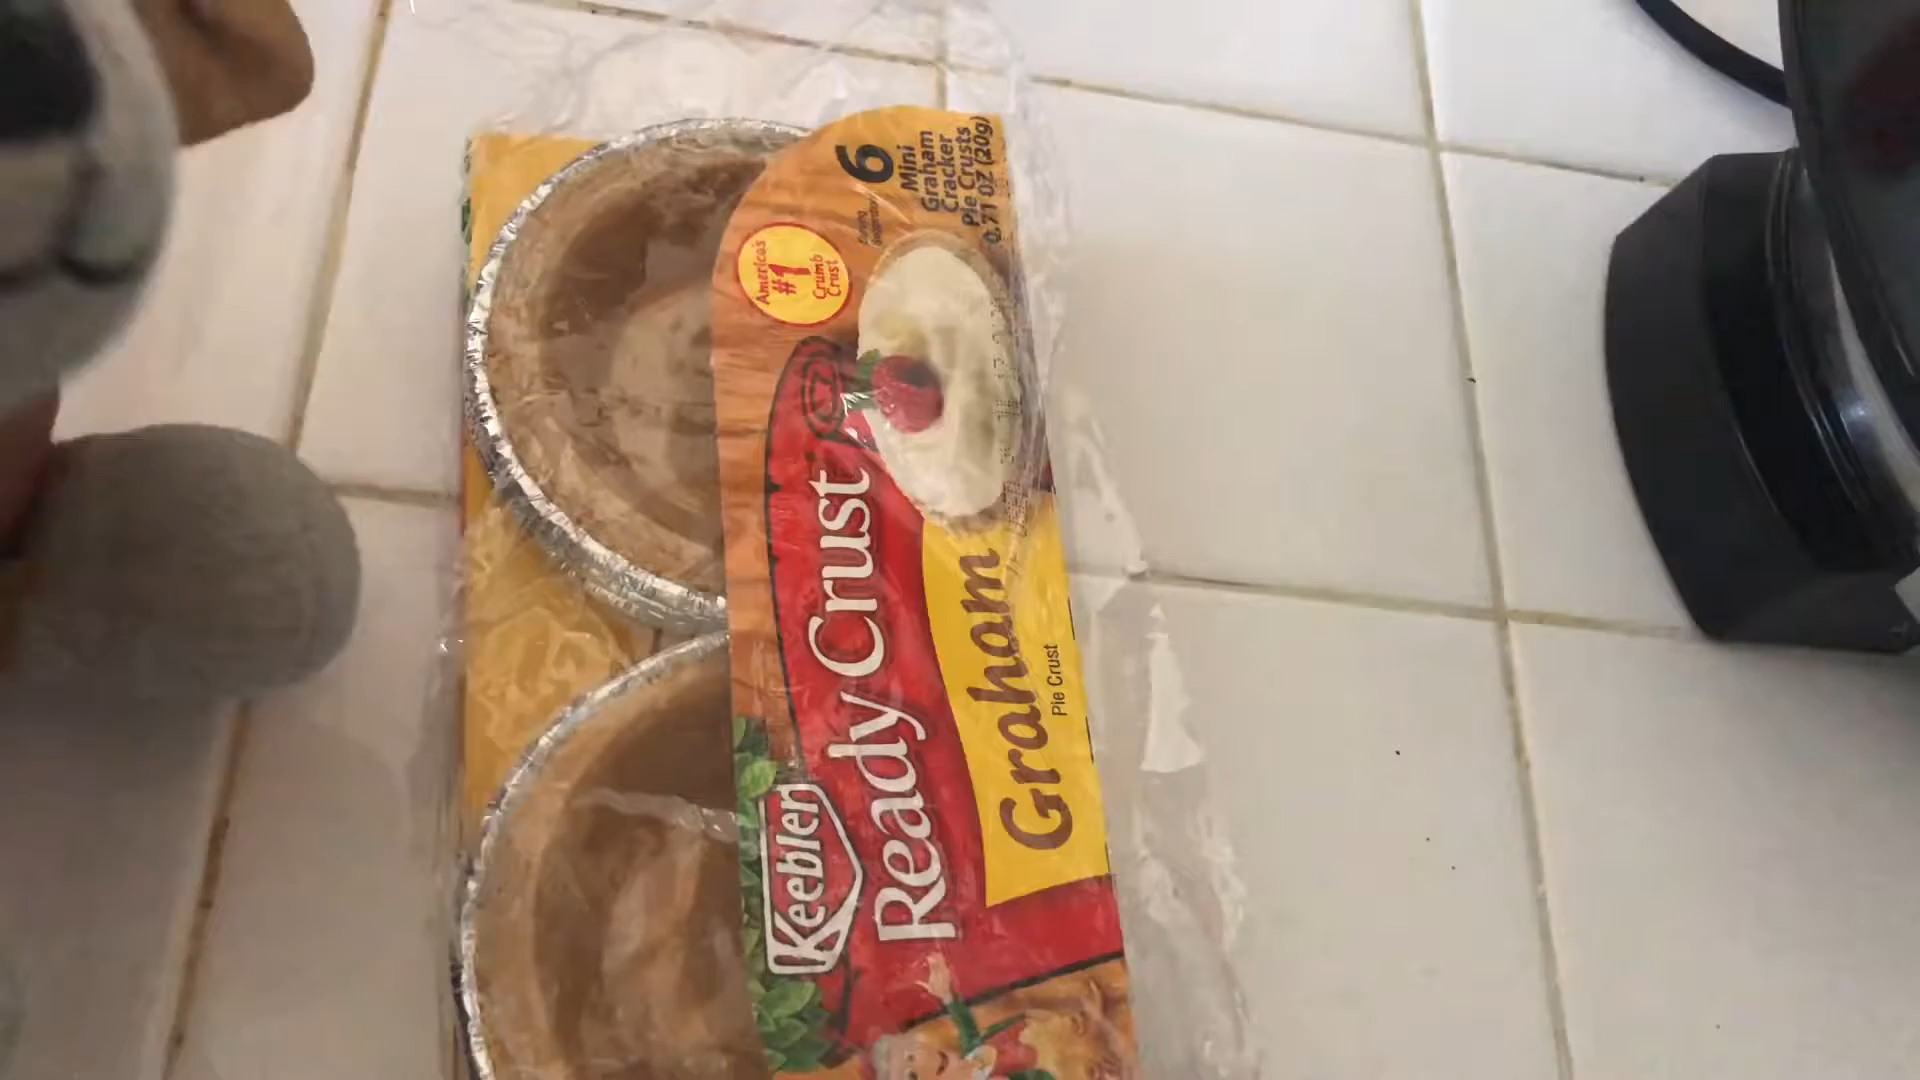 6
Mini
Graham
Cracker
Pie Crusts
0.71 OZ (20g)
America's
#1
Crumb
Crust
Keebler
Ready Crust
Graham
Pie Crust